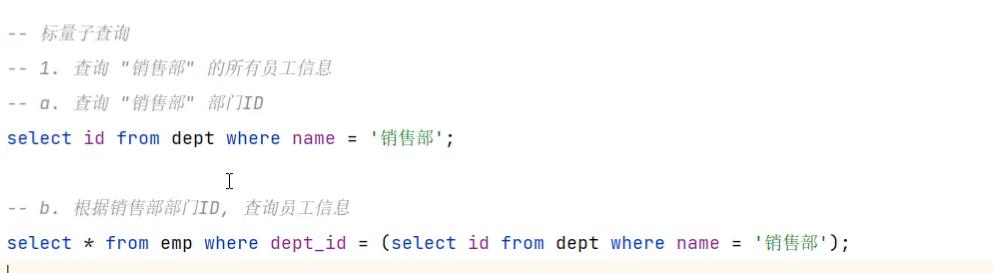 -- 标量子查询
-- 1. 查询 "销售部" 的所有员工信息
-- a. 查询 "销售部" 部门ID
select id from dept where name = '销售部';
-- b. 根据销售部部门ID, 查询员工信息
select * from emp where dept_id = (select id from dept where name = '销售部');